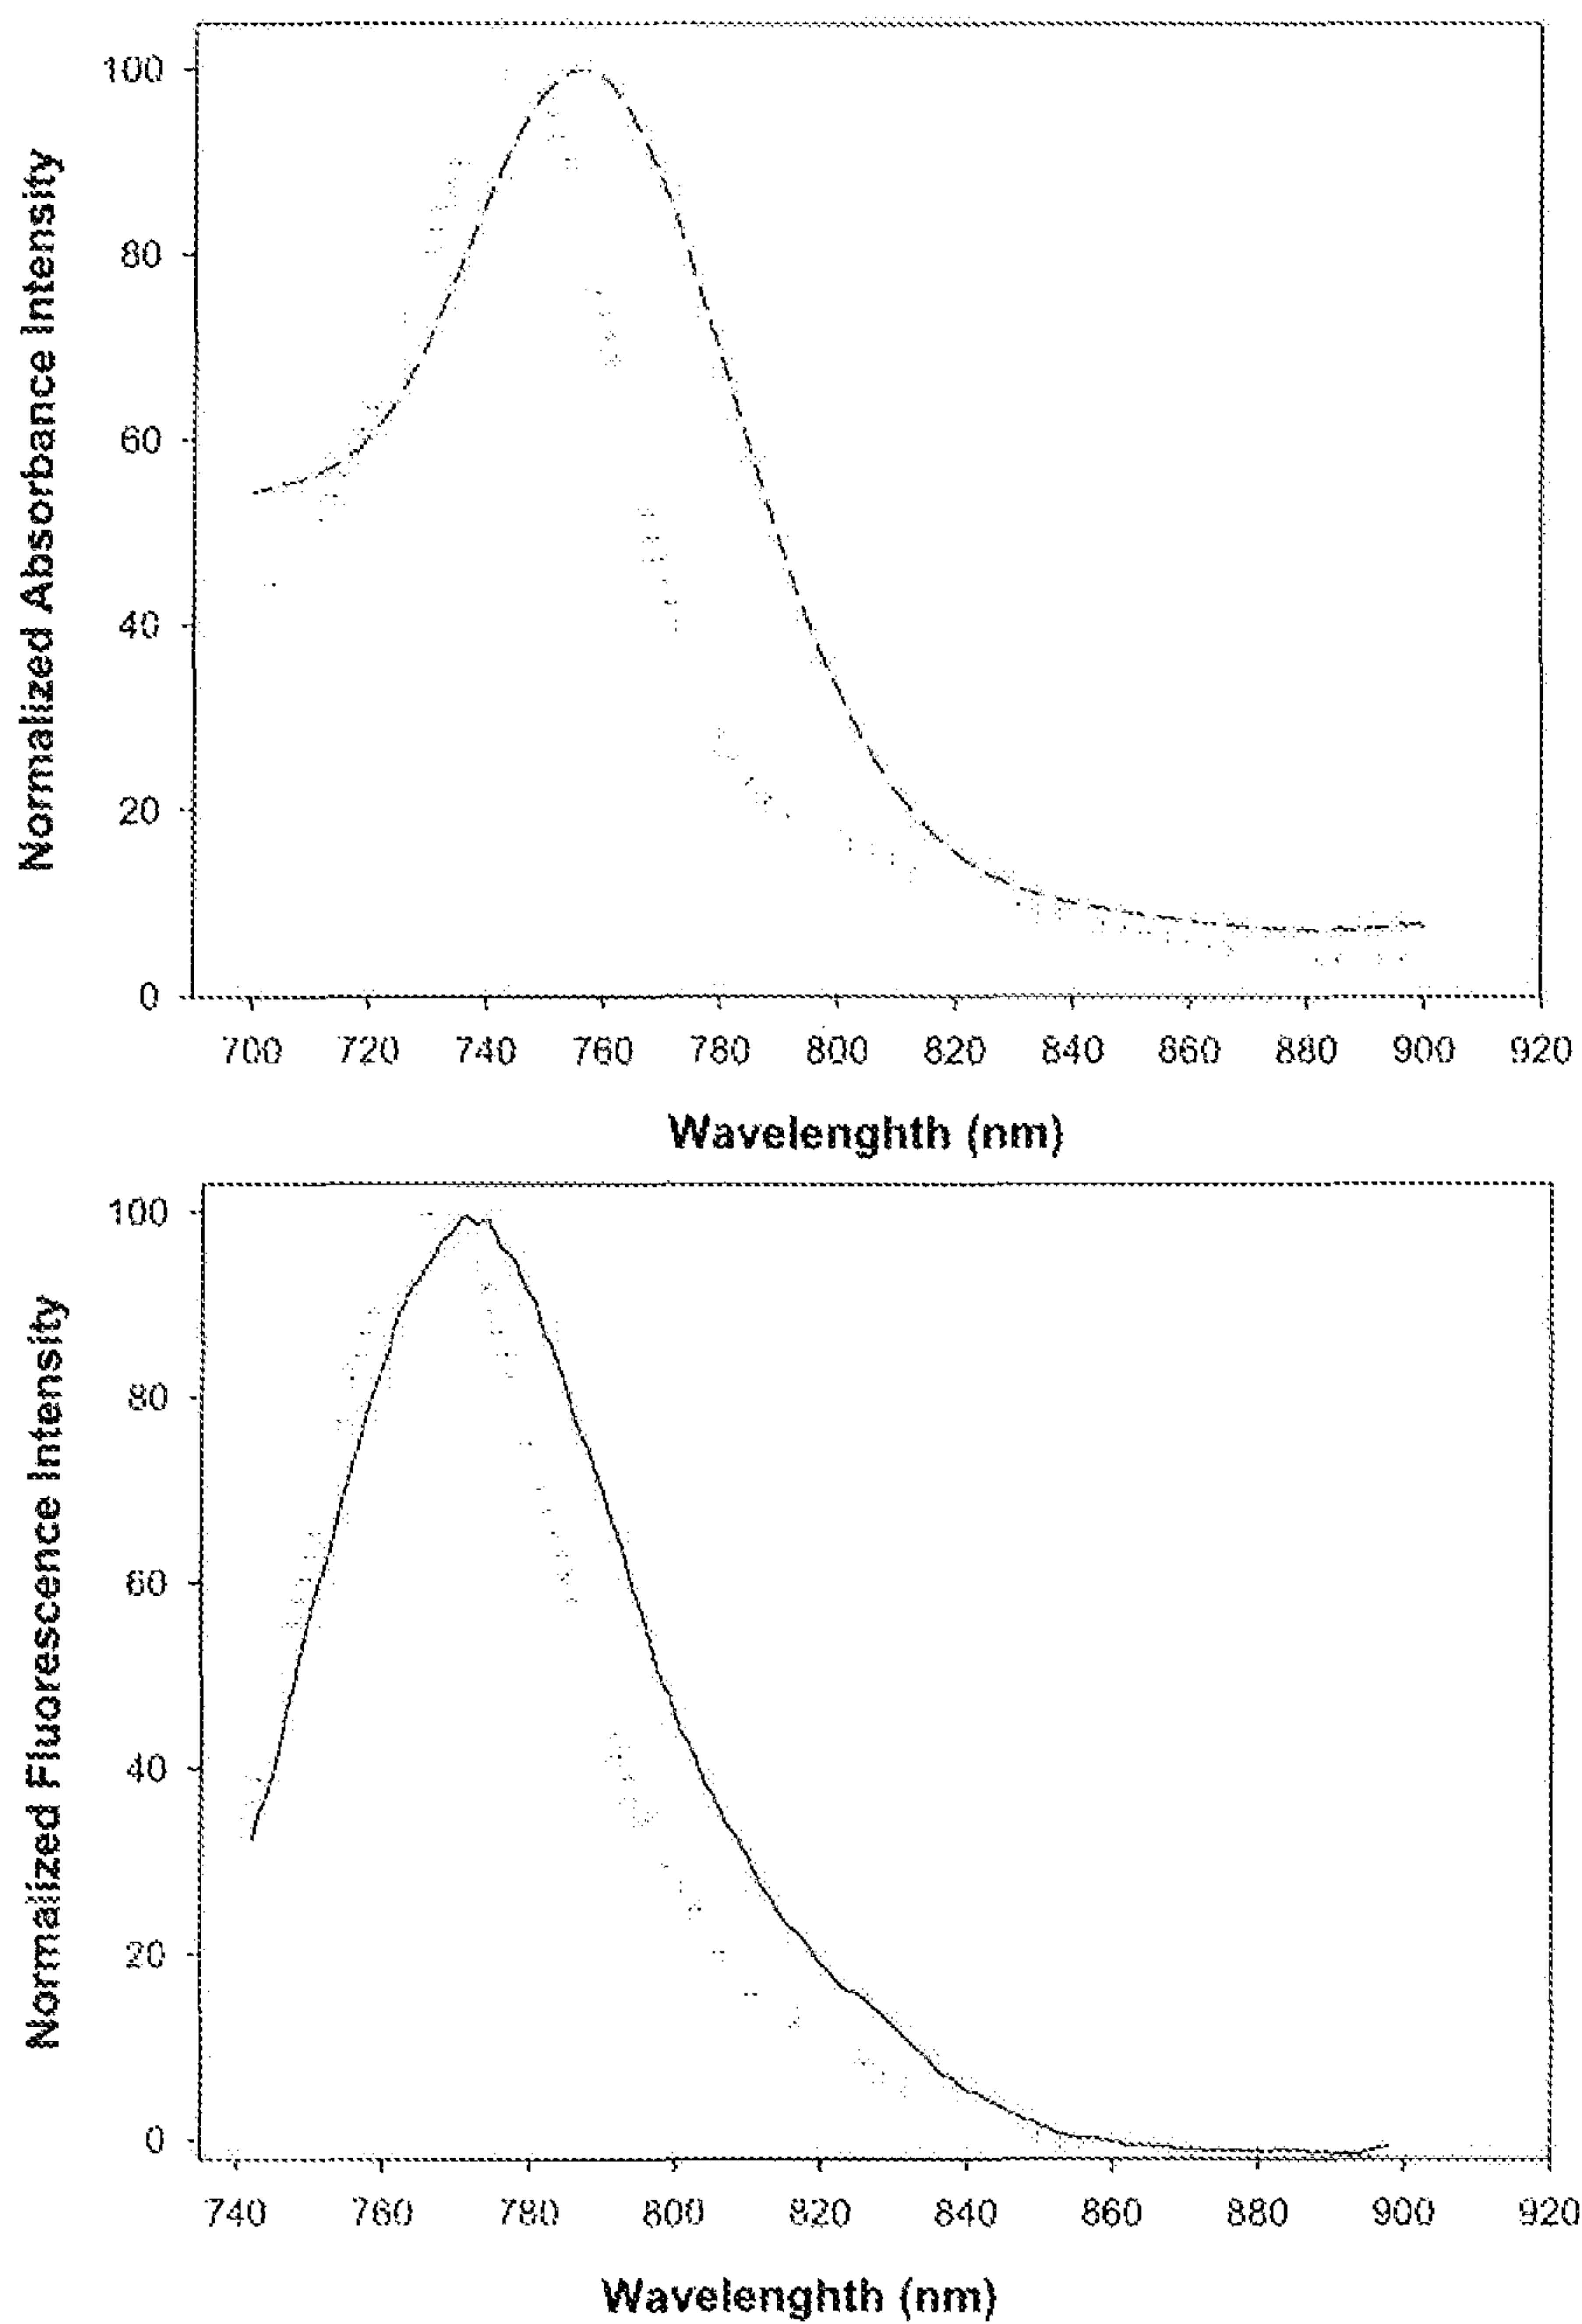 Normalized Absorbance Intensity
100
80
60
40
20
0
700 720 740 760 780 800 820 840 860 880 900 920
Wavelenghth (nm)
Normalized Fluorescence Intensity
100
80
60
40
20
0
740 760 780 800 820 840 860 880 900 920
Wavelenghth (nm)